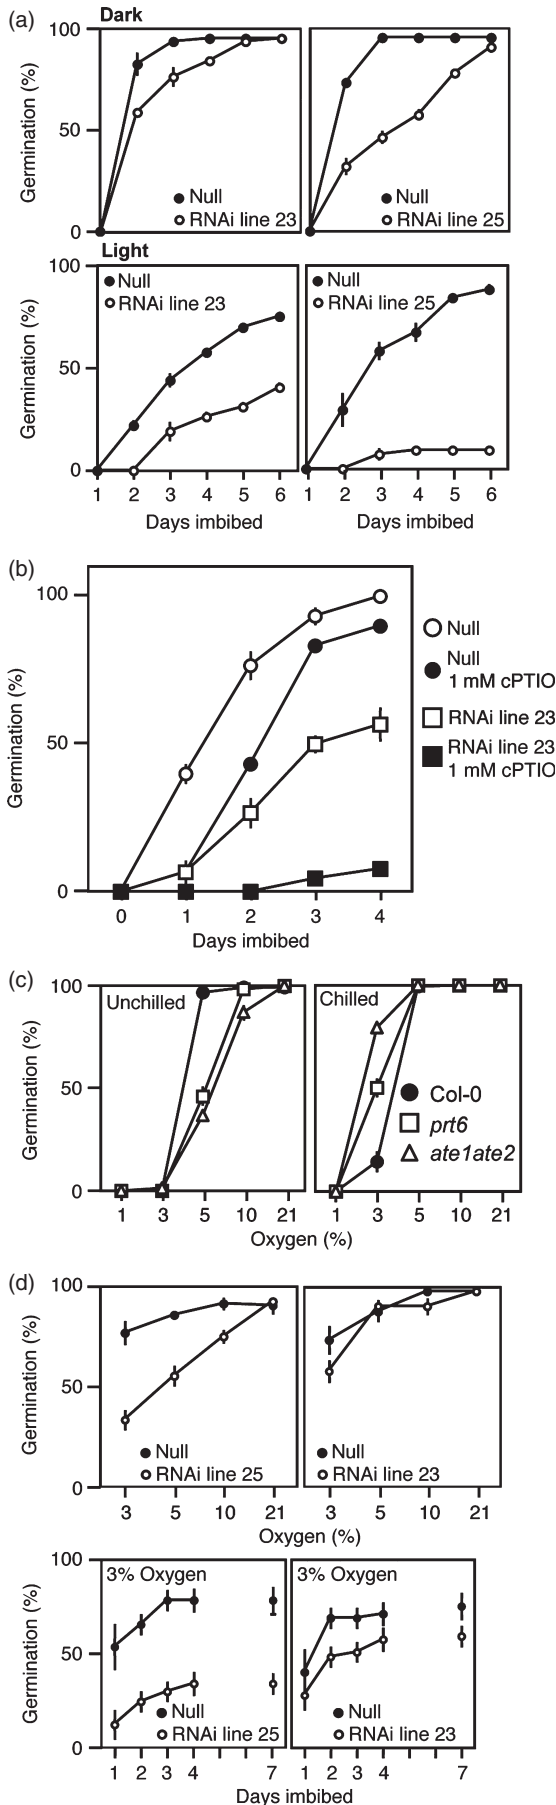 (a)
Dark
100
50
0
Germination (%)
Null
RNAi line 23
Null
RNAi line 25
Light
100
50
0
Germination (%)
Null
RNAi line 23
Null
RNAi line 25
1 2 3 4 5 6
1 2 3 4 5 6
Days imbibed
Days imbibed
(b)
100
50
0
Germination (%)
0 1 2 3 4
Days imbibed
Null
Null
1 mM cPTIO
RNAi line 23
RNAi line 23
1 mM cPTIO
(c)
100
50
0
Germination (%)
Unchilled
Chilled
Col-0
prt6
ate1ate2
1 3 5 10 21
1 3 5 10 21
Oxygen (%)
(d)
100
50
0
Germination (%)
Null
RNAi line 25
Null
RNAi line 23
3 5 10 21
3 5 10 21
Oxygen (%)
100
50
0
Germination (%)
3% Oxygen
Null
RNAi line 25
3% Oxygen
Null
RNAi line 23
1 2 3 4 7
1 2 3 4 7
Days imbibed